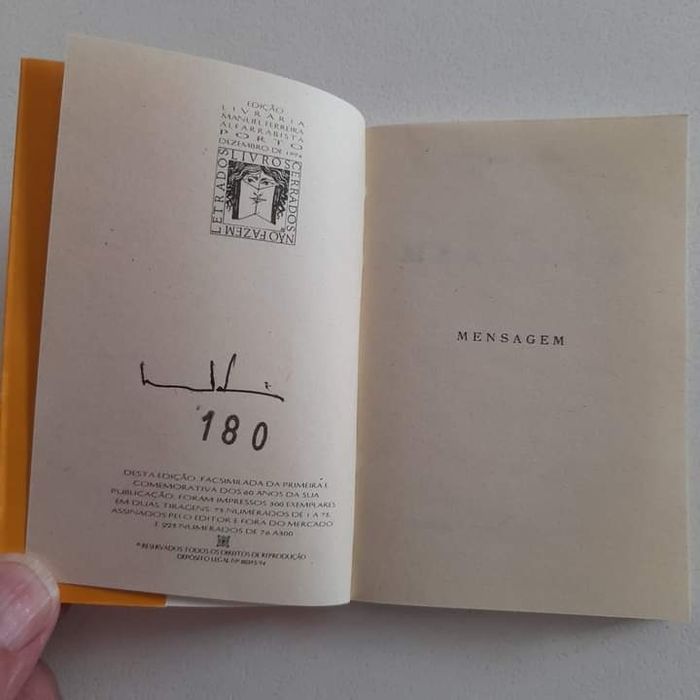 EDIÇÃO
LIVRARIA
MANUEL FERREIRA
ALFARRABISTA
PORTO
DEZEMBRO DE 1994
LIVROS
CERRADOS
NÃO FAZEM
LETRADOS
180
DESTA EDIÇÃO, FACSIMILADA DA PRIMEIRA E
COMEMORATIVA DOS 60 ANOS DA SUA
PUBLICAÇÃO, FORAM IMPRESSOS 300 EXEMPLARES
EM DUAS TIRAGENS: 75 NUMERADOS DE 1 A 75,
ASSINADOS PELO EDITOR E FORA DO MERCADO
E 225 NUMERADOS DE 76 A 300
RESERVADOS TODOS OS DIREITOS DE REPRODUÇÃO
DEPÓSITO LEGAL Nº
MENSAGEM